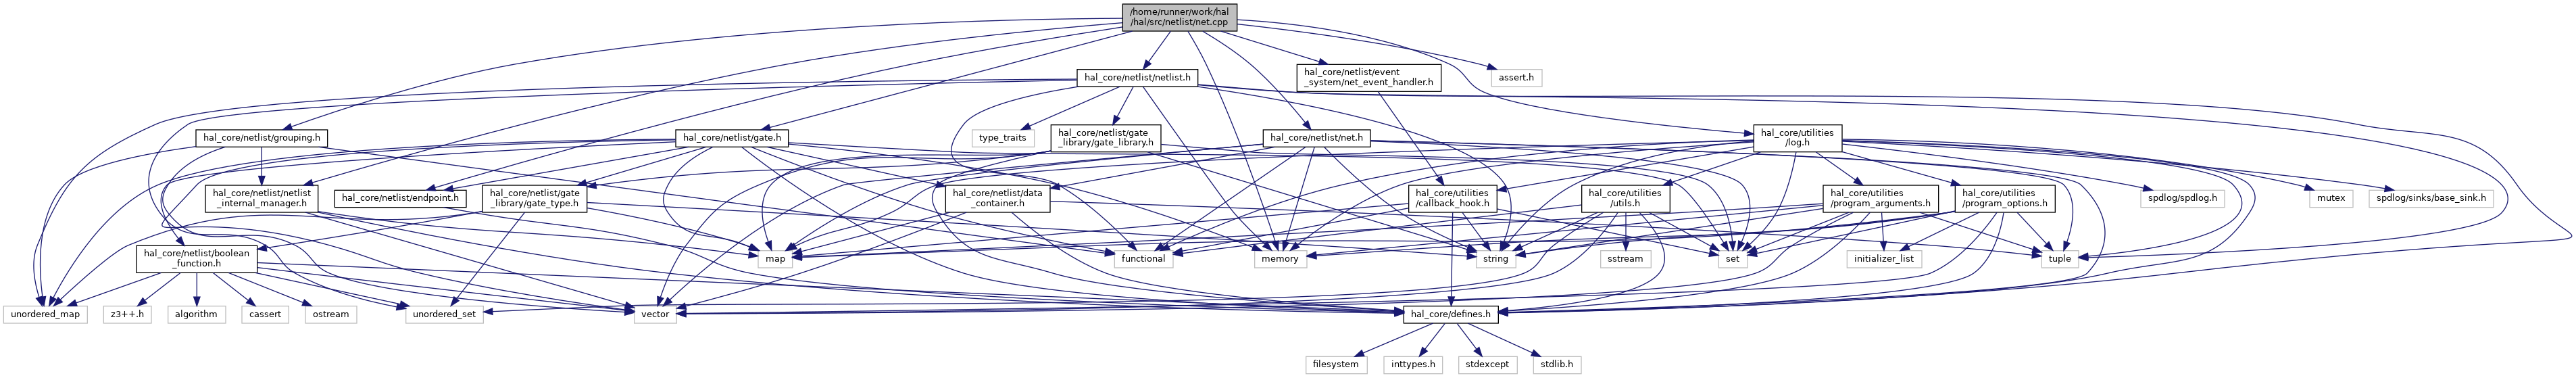 /home/runner/work/hal
/hal/src/netlist/net.cpp
hal_core/netlist/netlist.h
hal_core/netlist/event
_system/net_event_handler.h
assert.h
hal_core/netlist/grouping.h
type_traits
hal_core/netlist/gate.h
hal_core/netlist/gate
_library/gate_library.h
hal_core/netlist/net.h
hal_core/utilities
/log.h
hal_core/netlist/netlist
_internal_manager.h
hal_core/netlist/endpoint.h
hal_core/netlist/gate
_library/gate_type.h
hal_core/netlist/data
_container.h
hal_core/utilities
/callback_hook.h
hal_core/utilities
/utils.h
hal_core/utilities
/program_arguments.h
hal_core/utilities
/program_options.h
spdlog/spdlog.h
mutex
spdlog/sinks/base_sink.h
hal_core/netlist/boolean
_function.h
map
functional
memory
string
sstream
set
initializer_list
tuple
unordered_map
z3++.h
algorithm
cassert
ostream
unordered_set
vector
hal_core/defines.h
filesystem
inttypes.h
stdexcept
stdlib.h